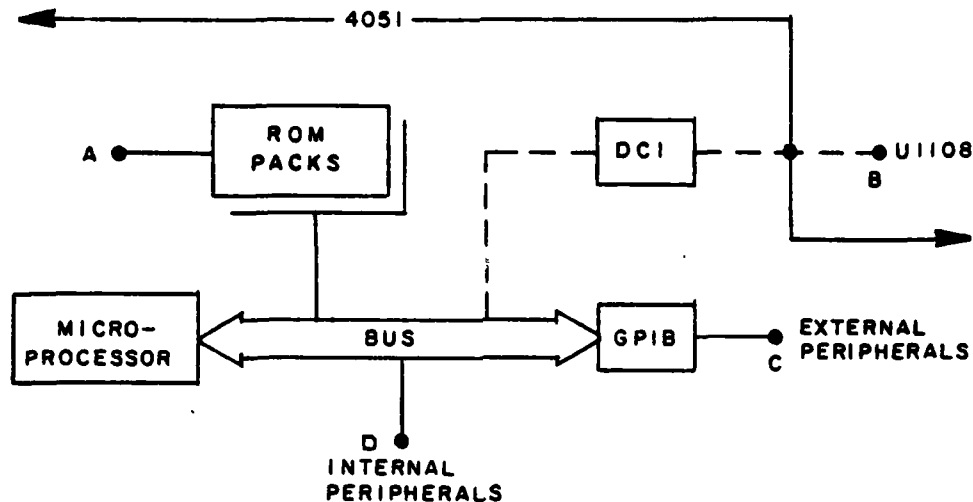 4051
A
ROM
PACKS
DCI
U1108
B
MICRO-
PROCESSOR
BUS
GPIB
C
EXTERNAL
PERIPHERALS
D
INTERNAL
PERIPHERALS